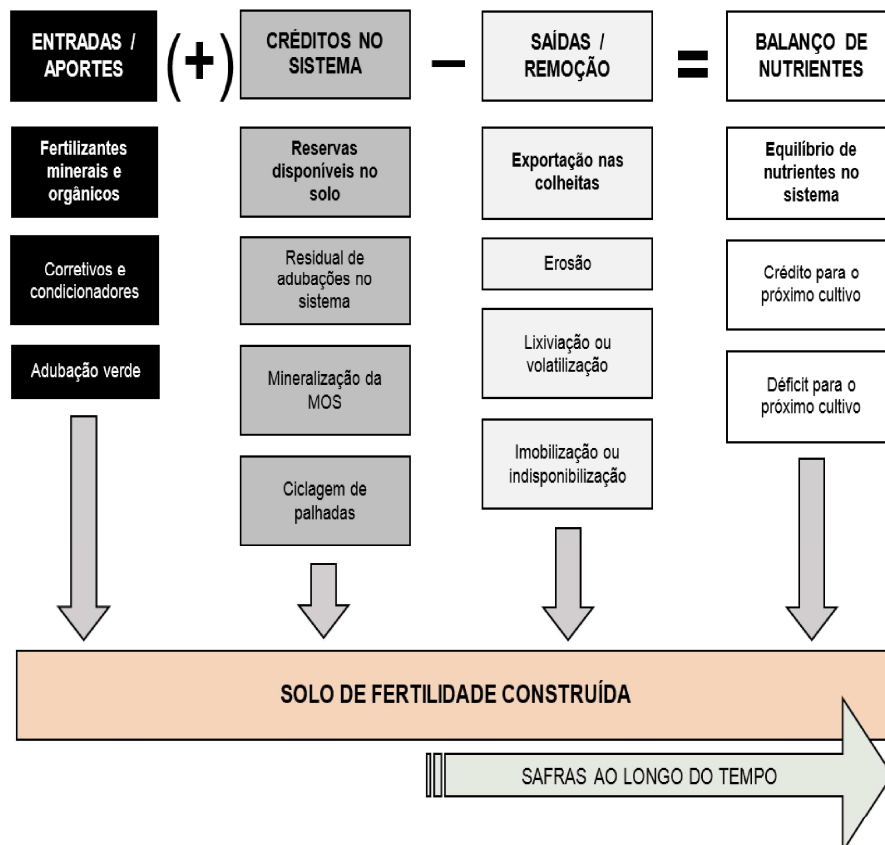 ENTRADAS /
APORTES
(+)
CRÉDITOS NO
SISTEMA
–
SAÍDAS /
REMOÇÃO
=
BALANÇO DE
NUTRIENTES
Fertilizantes
minerais e
orgânicos
Corretivos e
condicionadores
Adubação verde
Reservas
disponíveis no
solo
Residual de
adubações no
sistema
Mineralização da
MOS
Ciclagem de
palhadas
Exportação nas
colheitas
Erosão
Lixiviação ou
volatilização
Imobilização ou
indisponibilização
Equilíbrio de
nutrientes no
sistema
Crédito para o
próximo cultivo
Déficit para o
próximo cultivo
SOLO DE FERTILIDADE CONSTRUÍDA
SAFRAS AO LONGO DO TEMPO